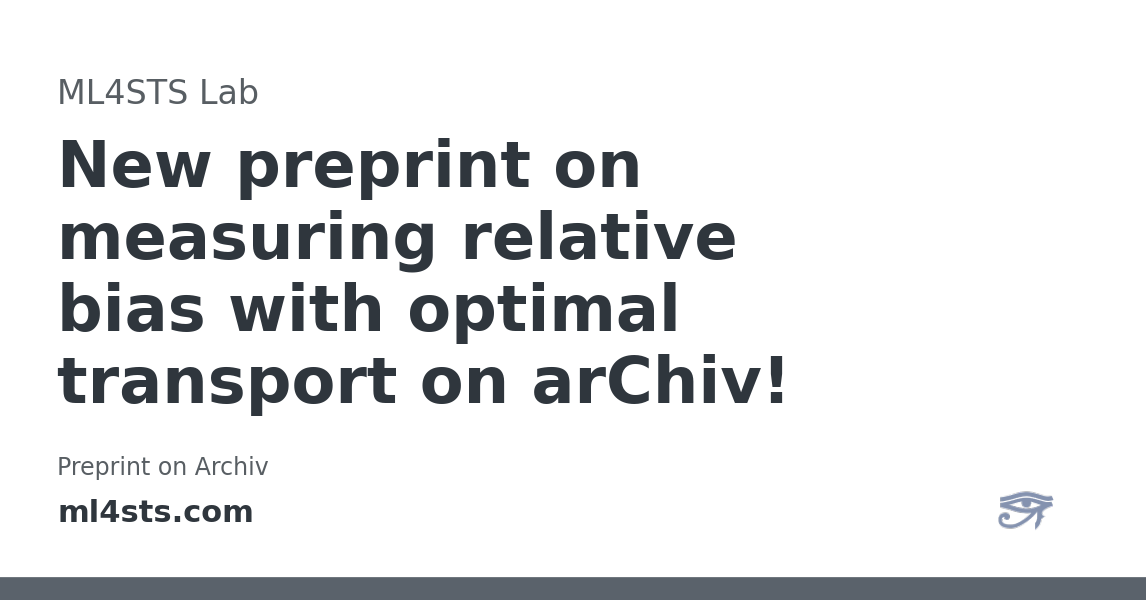 ML4STS Lab
New preprint on
measuring relative
bias with optimal
transport on arChiv!
Preprint on Archiv
ml4sts.com